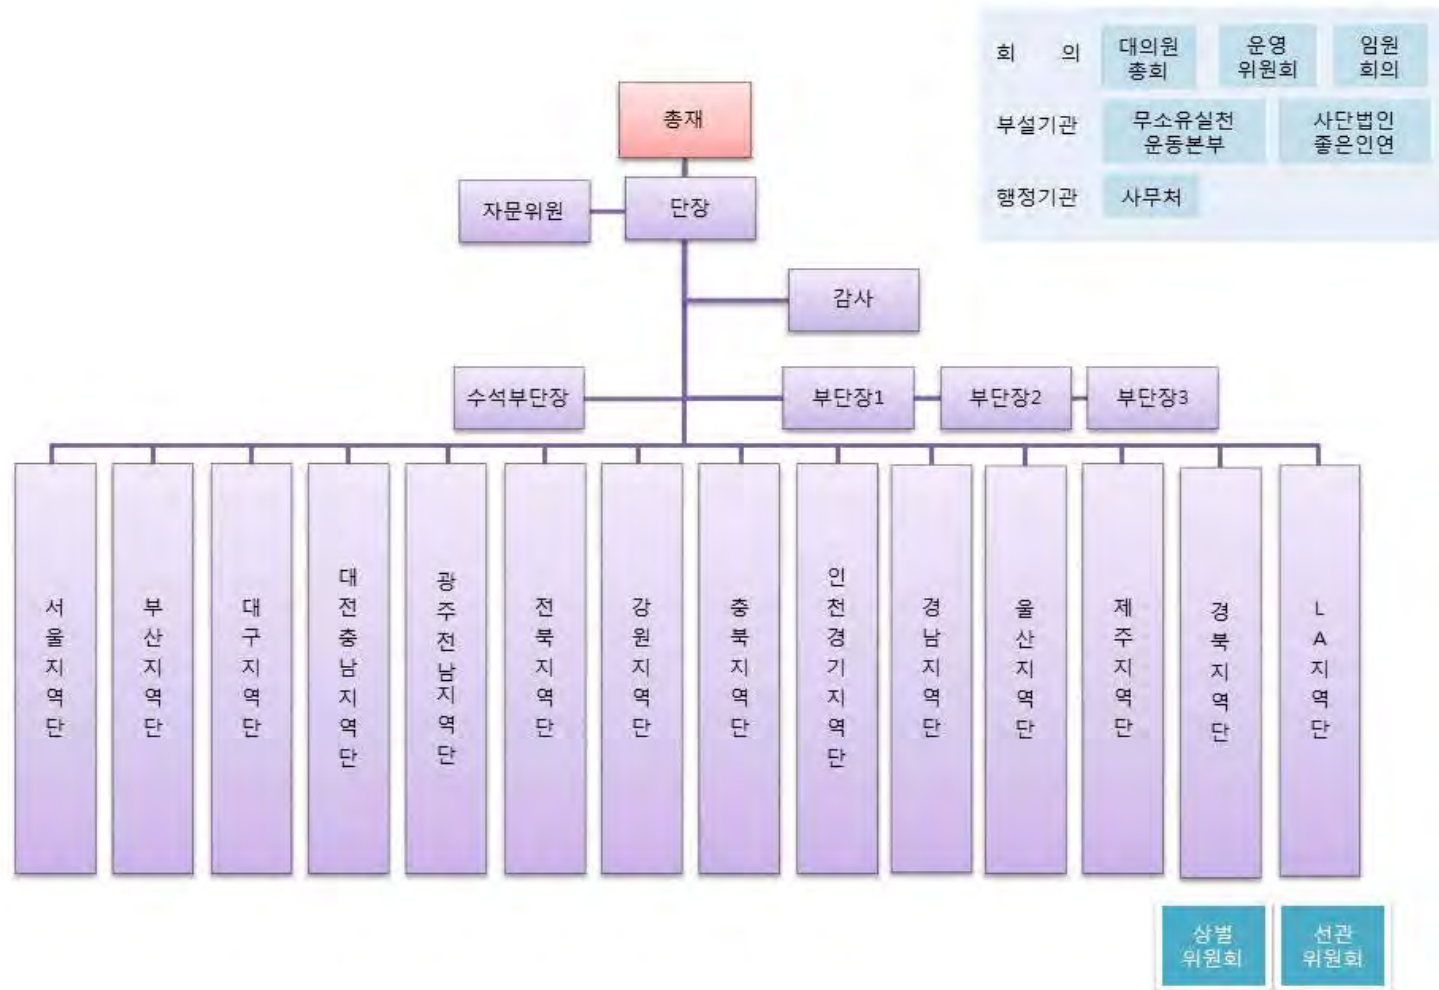 총재
단장
자문위원
감사
수석부단장
부단장1
부단장2
부단장3
회 의
대의원
총회
운영
위원회
임원
회의
부설기관
무소유실천
운동본부
사단법인
좋은인연
행정기관
사무처
서울지역단
부산지역단
대구지역단
대전충남지역단
광주전남지역단
전북지역단
강원지역단
충북지역단
인천경기지역단
경남지역단
울산지역단
제주지역단
경북지역단
LA지역단
상벌
위원회
선관
위원회